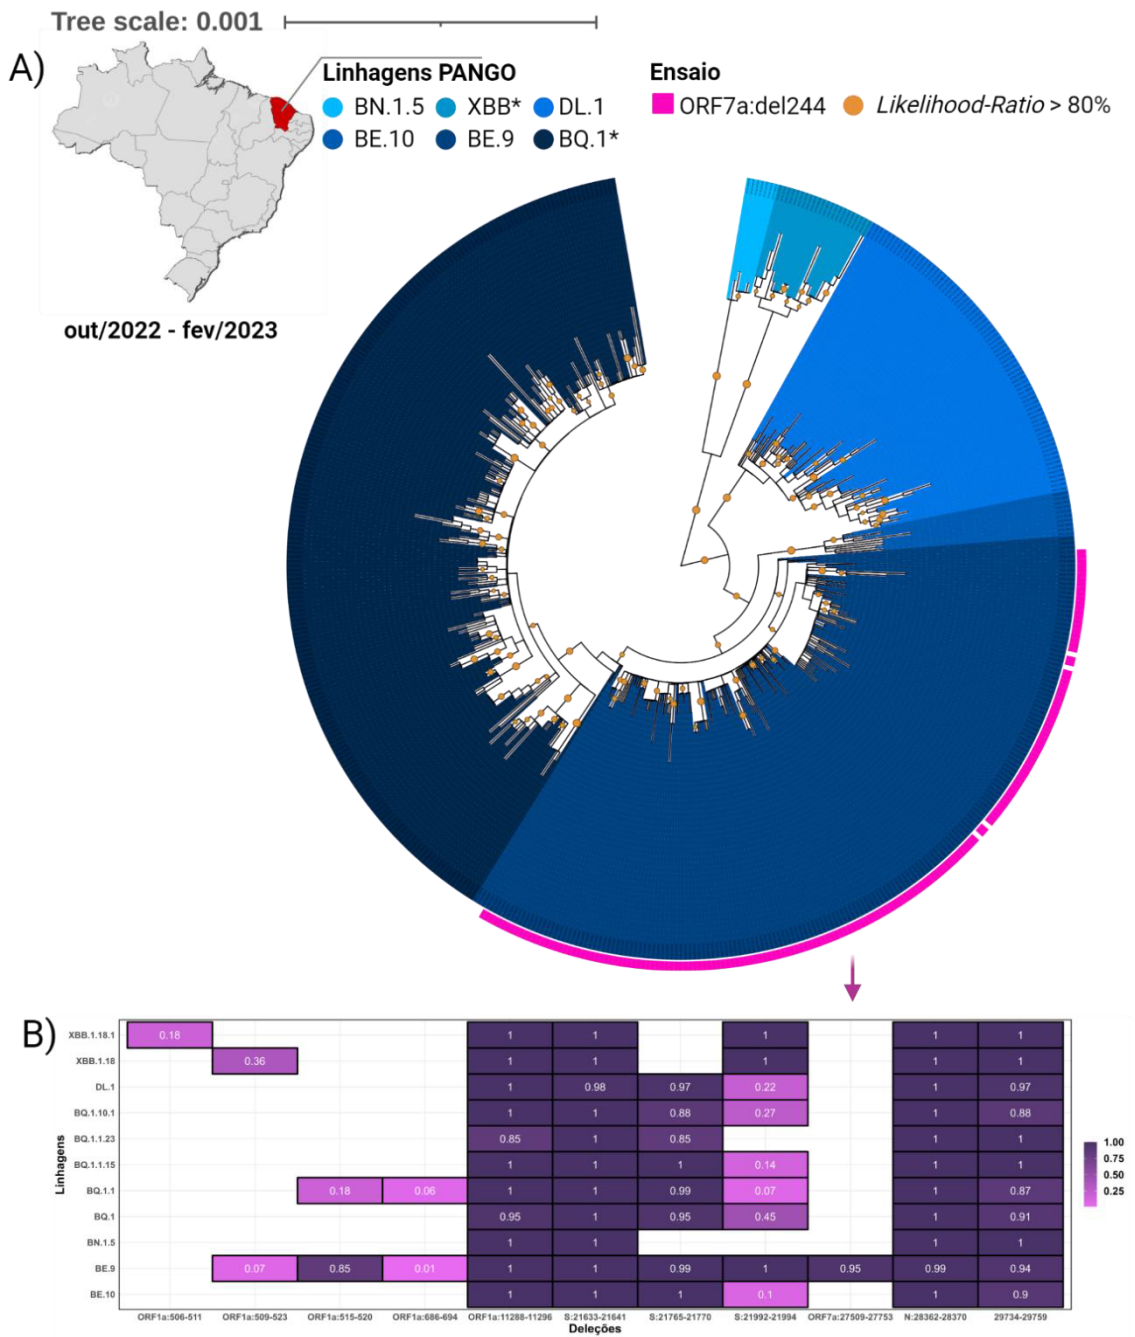 Tree scale: 0.001
A)
Linhagens PANGO
BN.1.5 XBB* DL.1
BE.10 BE.9 BQ.1*
Ensaio
ORF7a:del244 Likelihood-Ratio > 80%
out/2022 - fev/2023
B)
Linhagens
XBB.1.18.1 0.18 1 1 1 1 1
XBB.1.18 0.36 1 1 1 1 1
DL.1 1 0.98 0.97 0.22 1 0.97
BQ.1.10.1 1 1 0.88 0.27 1 0.88
BQ.1.1.23 0.85 1 0.85 1 1
BQ.1.1.15 1 1 1 0.14 1 1
BQ.1.1 0.18 0.06 1 1 0.99 0.07 1 0.87
BQ.1 0.95 1 0.95 0.45 1 0.91
BN.1.5 1 1 1 1
BE.9 0.07 0.85 0.01 1 1 0.99 1 0.95 0.99 0.94
BE.10 1 1 1 0.1 1 0.9
ORF1a:506-511 ORF1a:509-523 ORF1a:515-520 ORF1a:686-694 ORF1a:11288-11296 S:21633-21641 S:21765-21770 S:21992-21994 ORF7a:27509-27753 N:28362-28370 29734-29759
Deleções
1.00
0.75
0.50
0.25